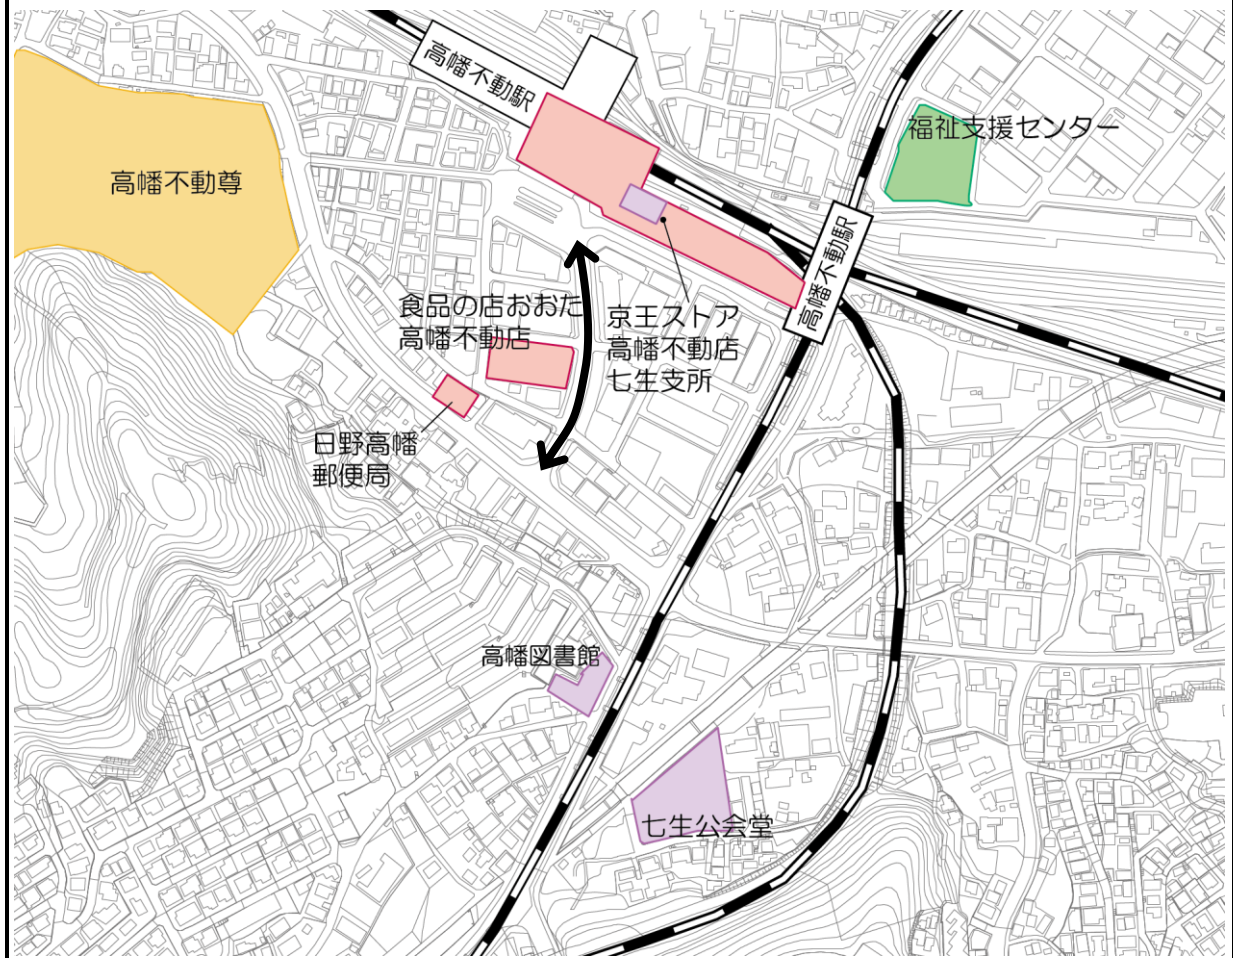 高幡不動駅
福祉支援センター
高幡不動尊
高幡不動駅
食品の店おおた
高幡不動店
京王ストア
高幡不動店
七生支所
日野高幡
郵便局
高幡図書館
七生公会堂